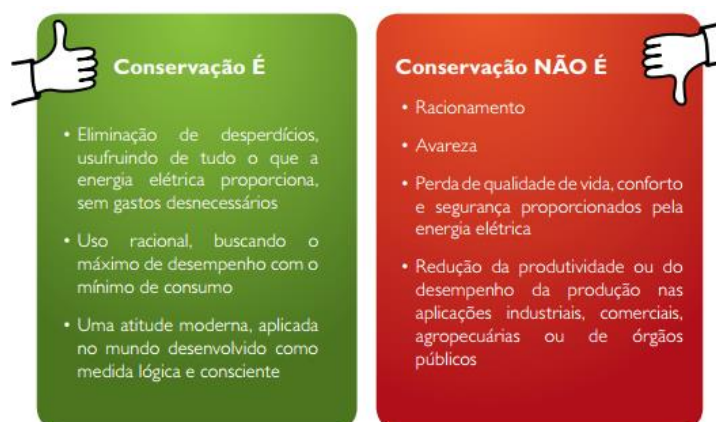 Conservação É
• Eliminação de desperdícios,
usufruindo de tudo o que a
energia elétrica proporciona,
sem gastos desnecessários
• Uso racional, buscando o
máximo de desempenho com o
mínimo de consumo
• Uma atitude moderna, aplicada
no mundo desenvolvido como
medida lógica e consciente
Conservação NÃO É
• Racionamento
• Avareza
• Perda de qualidade de vida, conforto
e segurança proporcionados pela
energia elétrica
• Redução da produtividade ou do
desempenho da produção nas
aplicações industriais, comerciais,
agropecuárias ou de órgãos
públicos